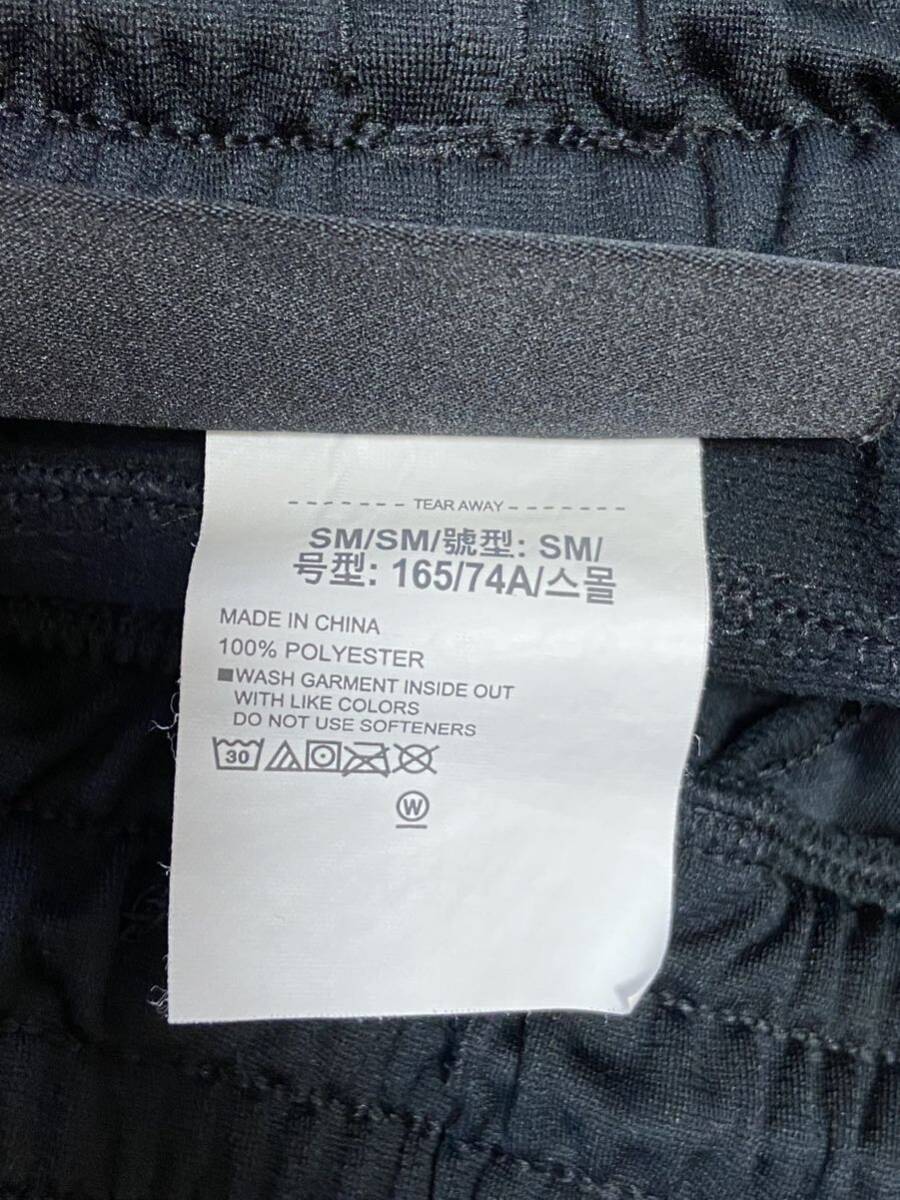 TEAR AWAY
SM/SM/號型: SM/
号型: 165/74A/스몰
MADE IN CHINA
100% POLYESTER
WASH GARMENT INSIDE OUT
WITH LIKE COLORS
DO NOT USE SOFTENERS
30
W